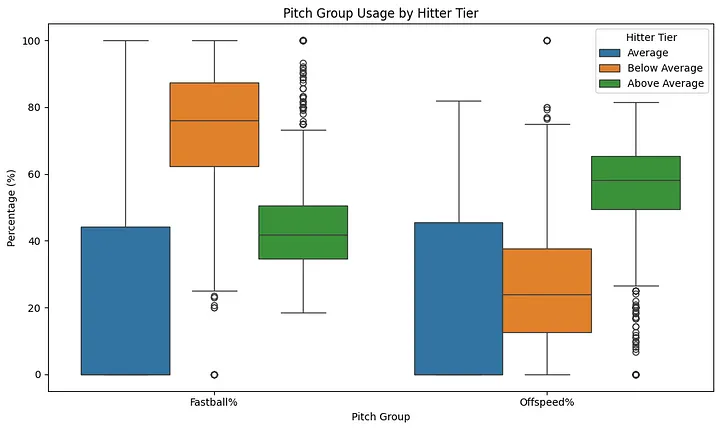 Pitch Group Usage by Hitter Tier
Hitter Tier
Average
Below Average
Above Average
Percentage (%)
100
80
60
40
20
0
Fastball%
Offspeed%
Pitch Group